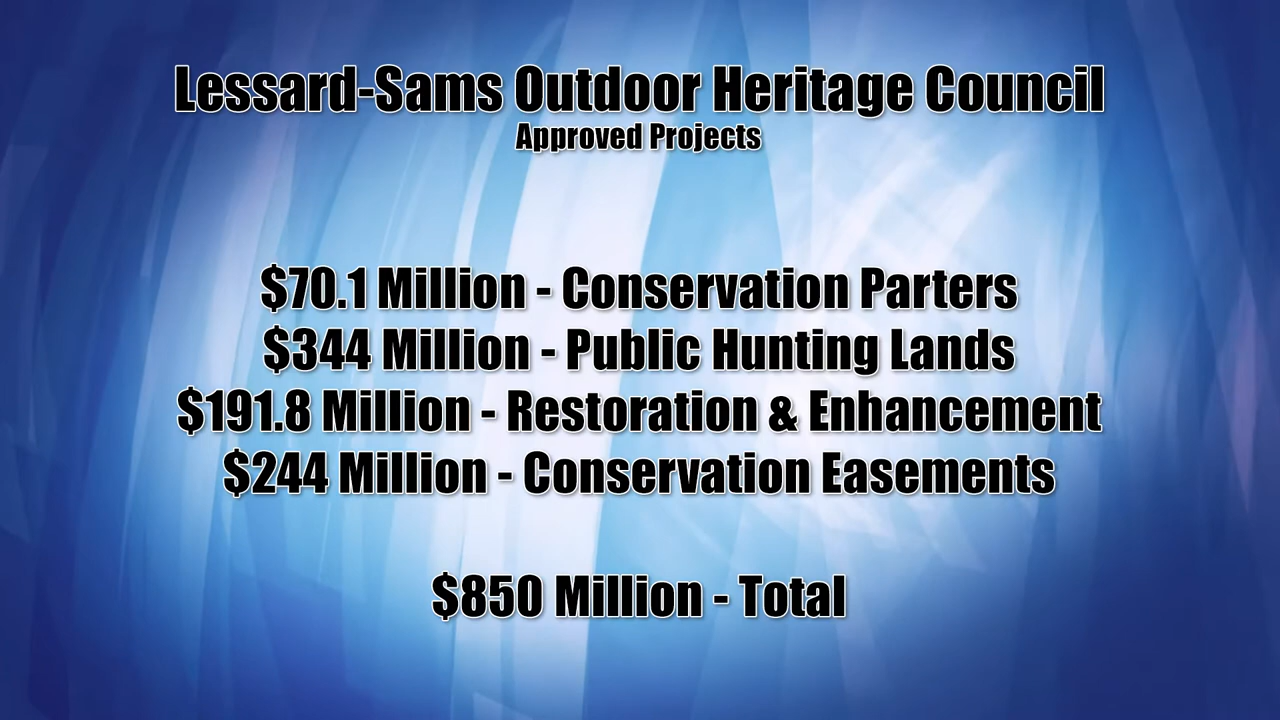 Lessard-Sams Outdoor Heritage Council
Approved Projects
$70.1 Million - Conservation Parters
$344 Million - Public Hunting Lands
$191.8 Million - Restoration & Enhancement
$244 Million - Conservation Easements
$850 Million - Total